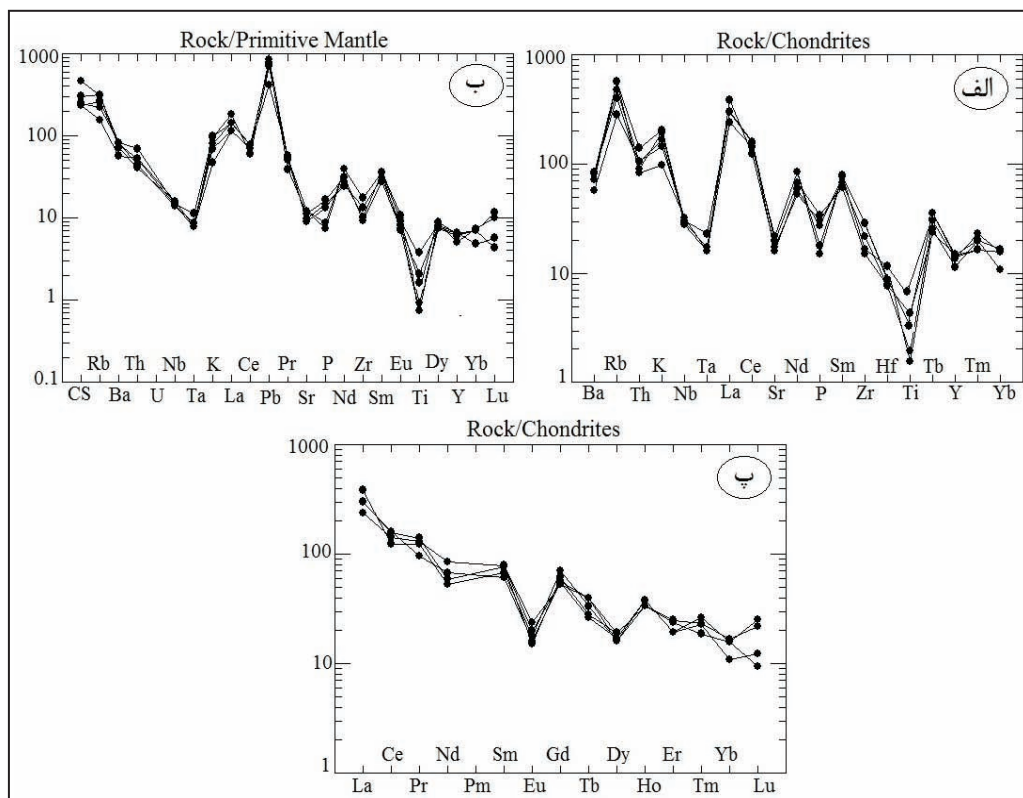 Rock/Primitive Mantle
ب
1000
100
10
1
0.1
Rb Th Nb K Ce Pr P Zr Eu Dy Yb
CS Ba U Ta La Pb Sr Nd Sm Ti Y Lu
Rock/Chondrites
الف
1000
100
10
1
Rb K Ta Ce Nd Sm Hf Tb Tm
Ba Th Nb La Sr P Zr Ti Y Yb
Rock/Chondrites
پ
1000
100
10
1
Ce Nd Sm Gd Dy Er Yb
La Pr Pm Eu Tb Ho Tm Lu